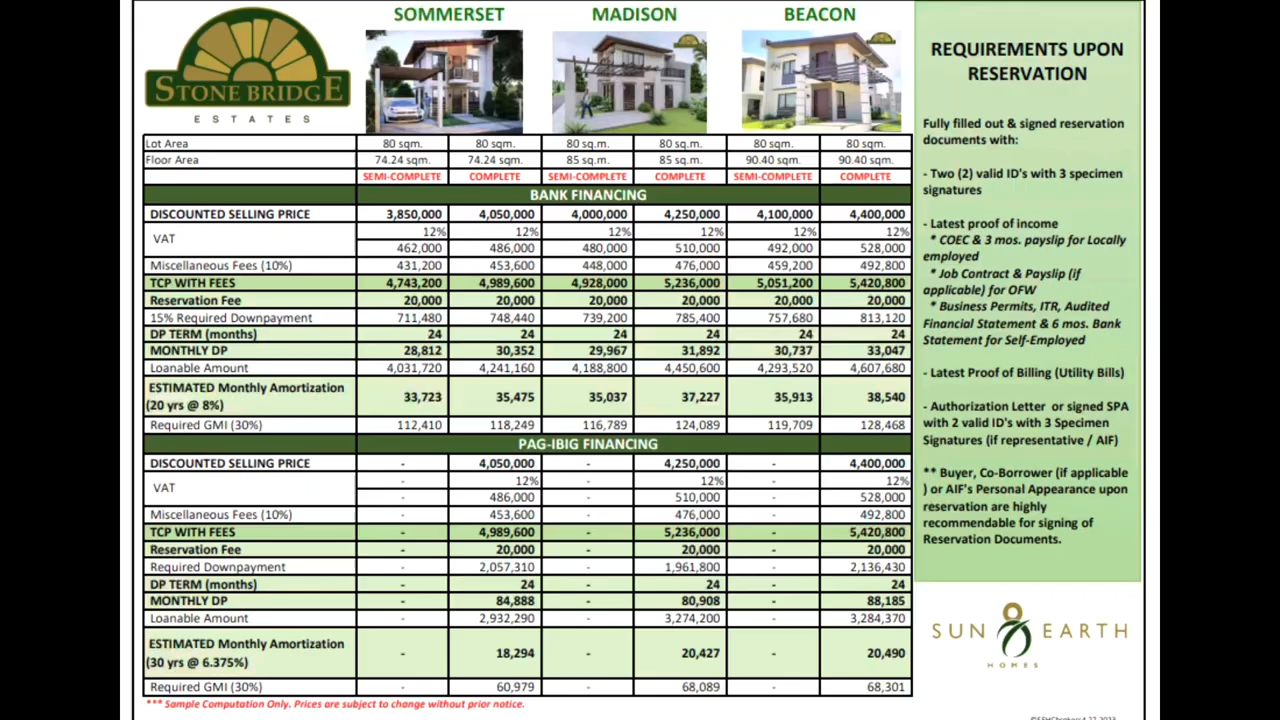 STONE BRIDGE
ESTATES
SOMMERSET MADISON BEACON
Lot Area 80 sqm. 80 sqm. 80 sq.m. 80 sq.m. 80 sqm. 80 sqm.
Floor Area 74.24 sqm. 74.24 sqm. 85 sq.m. 85 sq.m. 90.40 sqm. 90.40 sqm.
SEMI-COMPLETE COMPLETE SEMI-COMPLETE COMPLETE SEMI-COMPLETE COMPLETE
BANK FINANCING
DISCOUNTED SELLING PRICE 3,850,000 4,050,000 4,000,000 4,250,000 4,100,000 4,400,000
VAT 12% 12% 12% 12% 12% 12%
462,000 486,000 480,000 510,000 492,000 528,000
Miscellaneous Fees (10%) 431,200 453,600 448,000 476,000 459,200 492,800
TCP WITH FEES 4,743,200 4,989,600 4,928,000 5,236,000 5,051,200 5,420,800
Reservation Fee 20,000 20,000 20,000 20,000 20,000 20,000
15% Required Downpayment 711,480 748,440 739,200 785,400 757,680 813,120
DP TERM (months) 24 24 24 24 24 24
MONTHLY DP 28,812 30,352 29,967 31,892 30,737 33,047
Loanable Amount 4,031,720 4,241,160 4,188,800 4,450,600 4,293,520 4,607,680
ESTIMATED Monthly Amortization
(20 yrs @ 8%) 33,723 35,475 35,037 37,227 35,913 38,540
Required GMI (30%) 112,410 118,249 116,789 124,089 119,709 128,468
PAG-IBIG FINANCING
DISCOUNTED SELLING PRICE - 4,050,000 - 4,250,000 - 4,400,000
VAT - 12% - 12% - 12%
- 486,000 - 510,000 - 528,000
Miscellaneous Fees (10%) - 453,600 - 476,000 - 492,800
TCP WITH FEES - 4,989,600 - 5,236,000 - 5,420,800
Reservation Fee - 20,000 - 20,000 - 20,000
Required Downpayment - 2,057,310 - 1,961,800 - 2,136,430
DP TERM (months) - 24 - 24 - 24
MONTHLY DP - 84,888 - 80,908 - 88,185
Loanable Amount - 2,932,290 - 3,274,200 - 3,284,370
ESTIMATED Monthly Amortization
(30 yrs @ 6.375%) - 18,294 - 20,427 - 20,490
Required GMI (30%) - 60,979 - 68,089 - 68,301
*** Sample Computation Only. Prices are subject to change without prior notice.
REQUIREMENTS UPON
RESERVATION
Fully filled out & signed reservation
documents with:
- Two (2) valid ID's with 3 specimen
signatures
- Latest proof of income
* COEC & 3 mos. payslip for Locally
employed
* Job Contract & Payslip (if
applicable) for OFW
* Business Permits, ITR, Audited
Financial Statement & 6 mos. Bank
Statement for Self-Employed
- Latest Proof of Billing (Utility Bills)
- Authorization Letter or signed SPA
with 2 valid ID's with 3 Specimen
Signatures (if representative / AIF)
** Buyer, Co-Borrower (if applicable
) or AIF's Personal Appearance upon
reservation are highly
recommendable for signing of
Reservation Documents.
SUN EARTH
HOMES